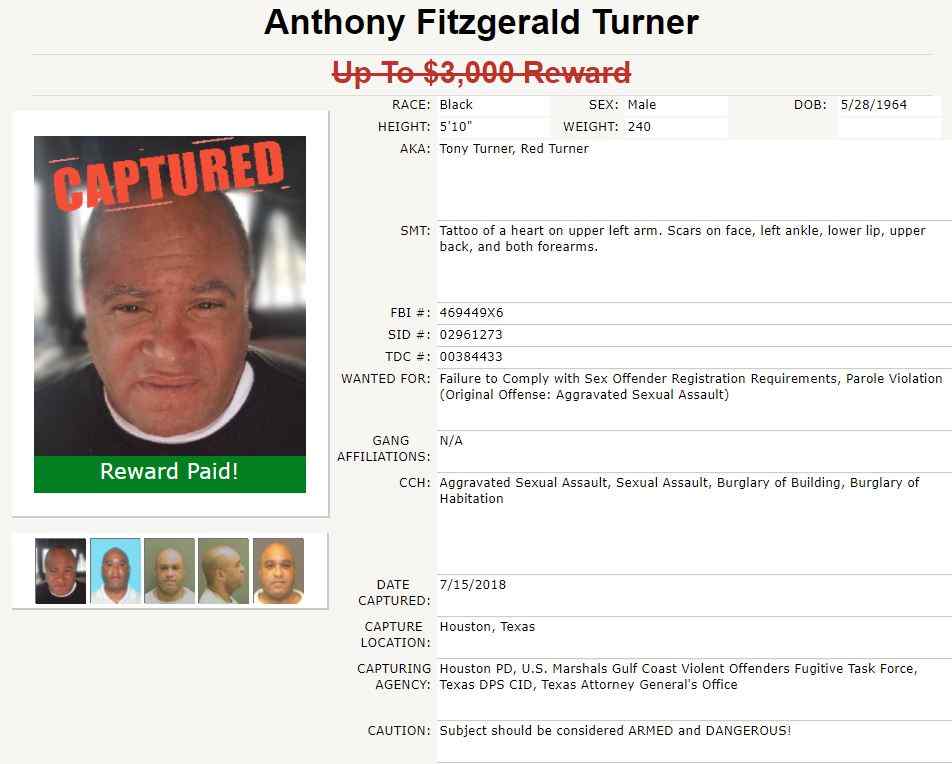 Anthony Fitzgerald Turner
Up To $3,000 Reward
RACE: Black SEX: Male DOB: 5/28/1964
HEIGHT: 5'10" WEIGHT: 240
AKA: Tony Turner, Red Turner
SMT: Tattoo of a heart on upper left arm. Scars on face, left ankle, lower lip, upper
back, and both forearms.
FBI #: 469449X6
SID #: 02961273
TDC #: 00384433
WANTED FOR: Failure to Comply with Sex Offender Registration Requirements, Parole Violation
(Original Offense: Aggravated Sexual Assault)
GANG
AFFILIATIONS:
N/A
CCH: Aggravated Sexual Assault, Sexual Assault, Burglary of Building, Burglary of
Habitation
DATE
CAPTURED:
7/15/2018
CAPTURE
LOCATION:
Houston, Texas
CAPTURING
AGENCY:
Houston PD, U.S. Marshals Gulf Coast Violent Offenders Fugitive Task Force,
Texas DPS CID, Texas Attorney General's Office
CAUTION: Subject should be considered ARMED and DANGEROUS!
CAPTURED
Reward Paid!